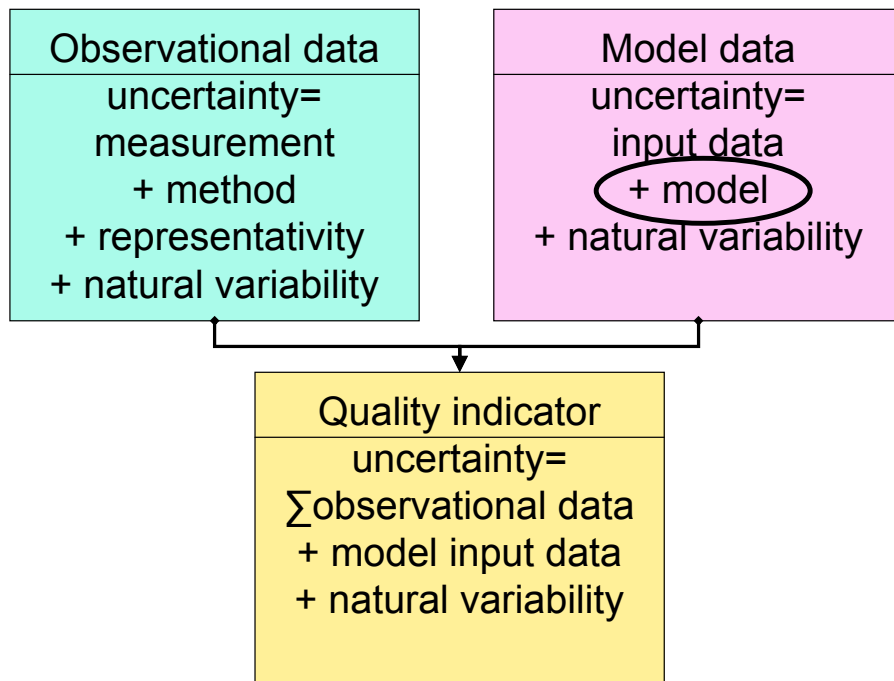 Observational data
uncertainty=
measurement
+ method
+ representativity
+ natural variability
Model data
uncertainty=
input data
+ model
+ natural variability
Quality indicator
uncertainty=
∑observational data
+ model input data
+ natural variability